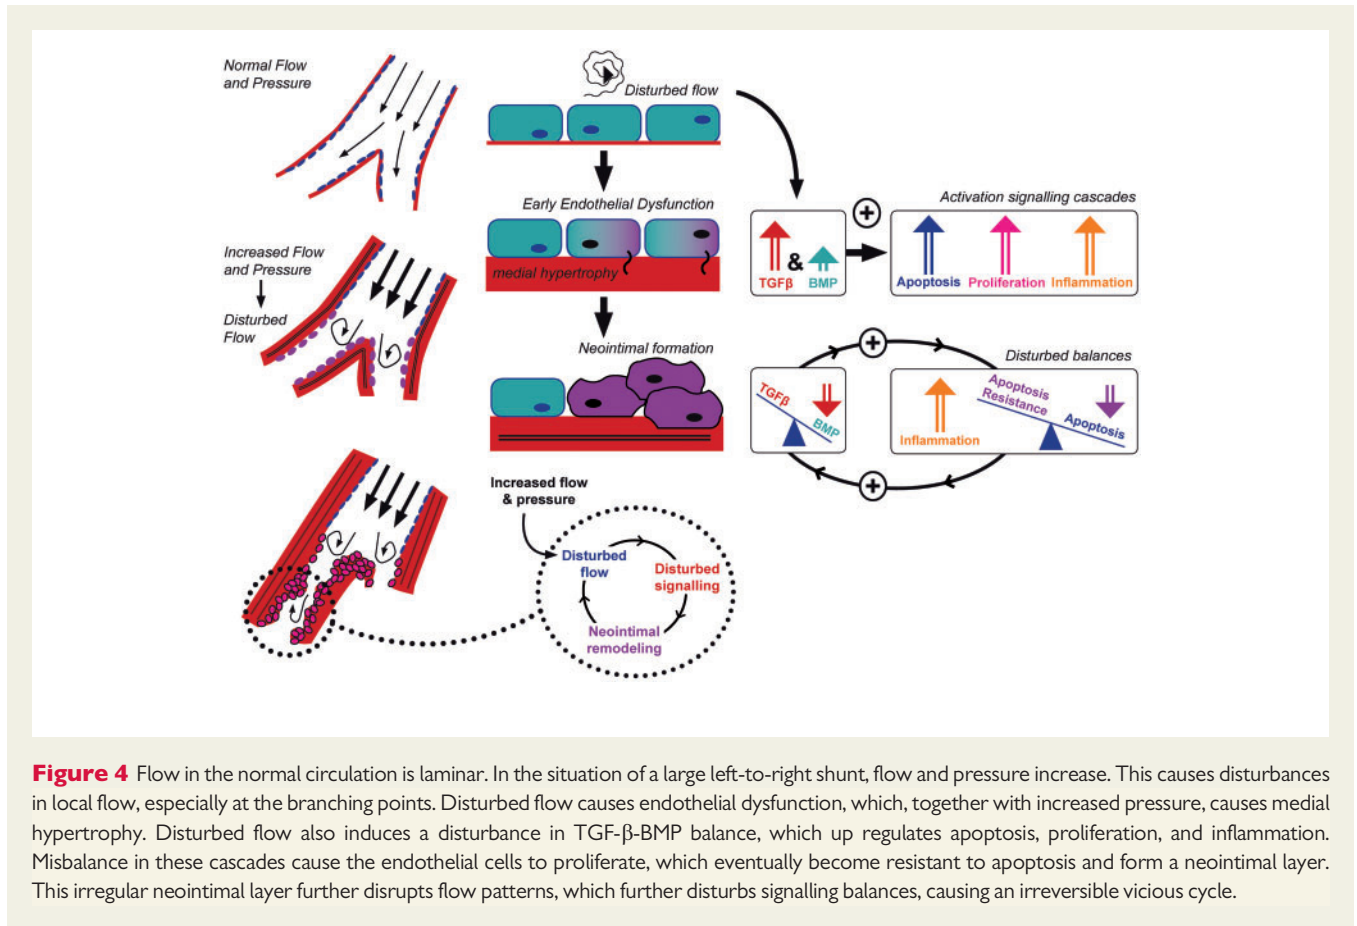 Normal Flow
and Pressure
Disturbed flow
Early Endothelial Dysfunction
Activation signalling cascades
Increased Flow
and Pressure
Disturbed
Flow
medial hypertrophy
TGFβ
&
BMP
+
Apoptosis
Proliferation
Inflammation
Neointimal formation
Disturbed balances
+
TGFβ
BMP
Inflammation
Apoptosis
Resistance
Apoptosis
+
Increased flow
& pressure
Disturbed
flow
Disturbed
signalling
Neointimal
remodeling
Figure 4 Flow in the normal circulation is laminar. In the situation of a large left-to-right shunt, flow and pressure increase. This causes disturbances
in local flow, especially at the branching points. Disturbed flow causes endothelial dysfunction, which, together with increased pressure, causes medial
hypertrophy. Disturbed flow also induces a disturbance in TGF-β-BMP balance, which up regulates apoptosis, proliferation, and inflammation.
Misbalance in these cascades cause the endothelial cells to proliferate, which eventually become resistant to apoptosis and form a neointimal layer.
This irregular neointimal layer further disrupts flow patterns, which further disturbs signalling balances, causing an irreversible vicious cycle.